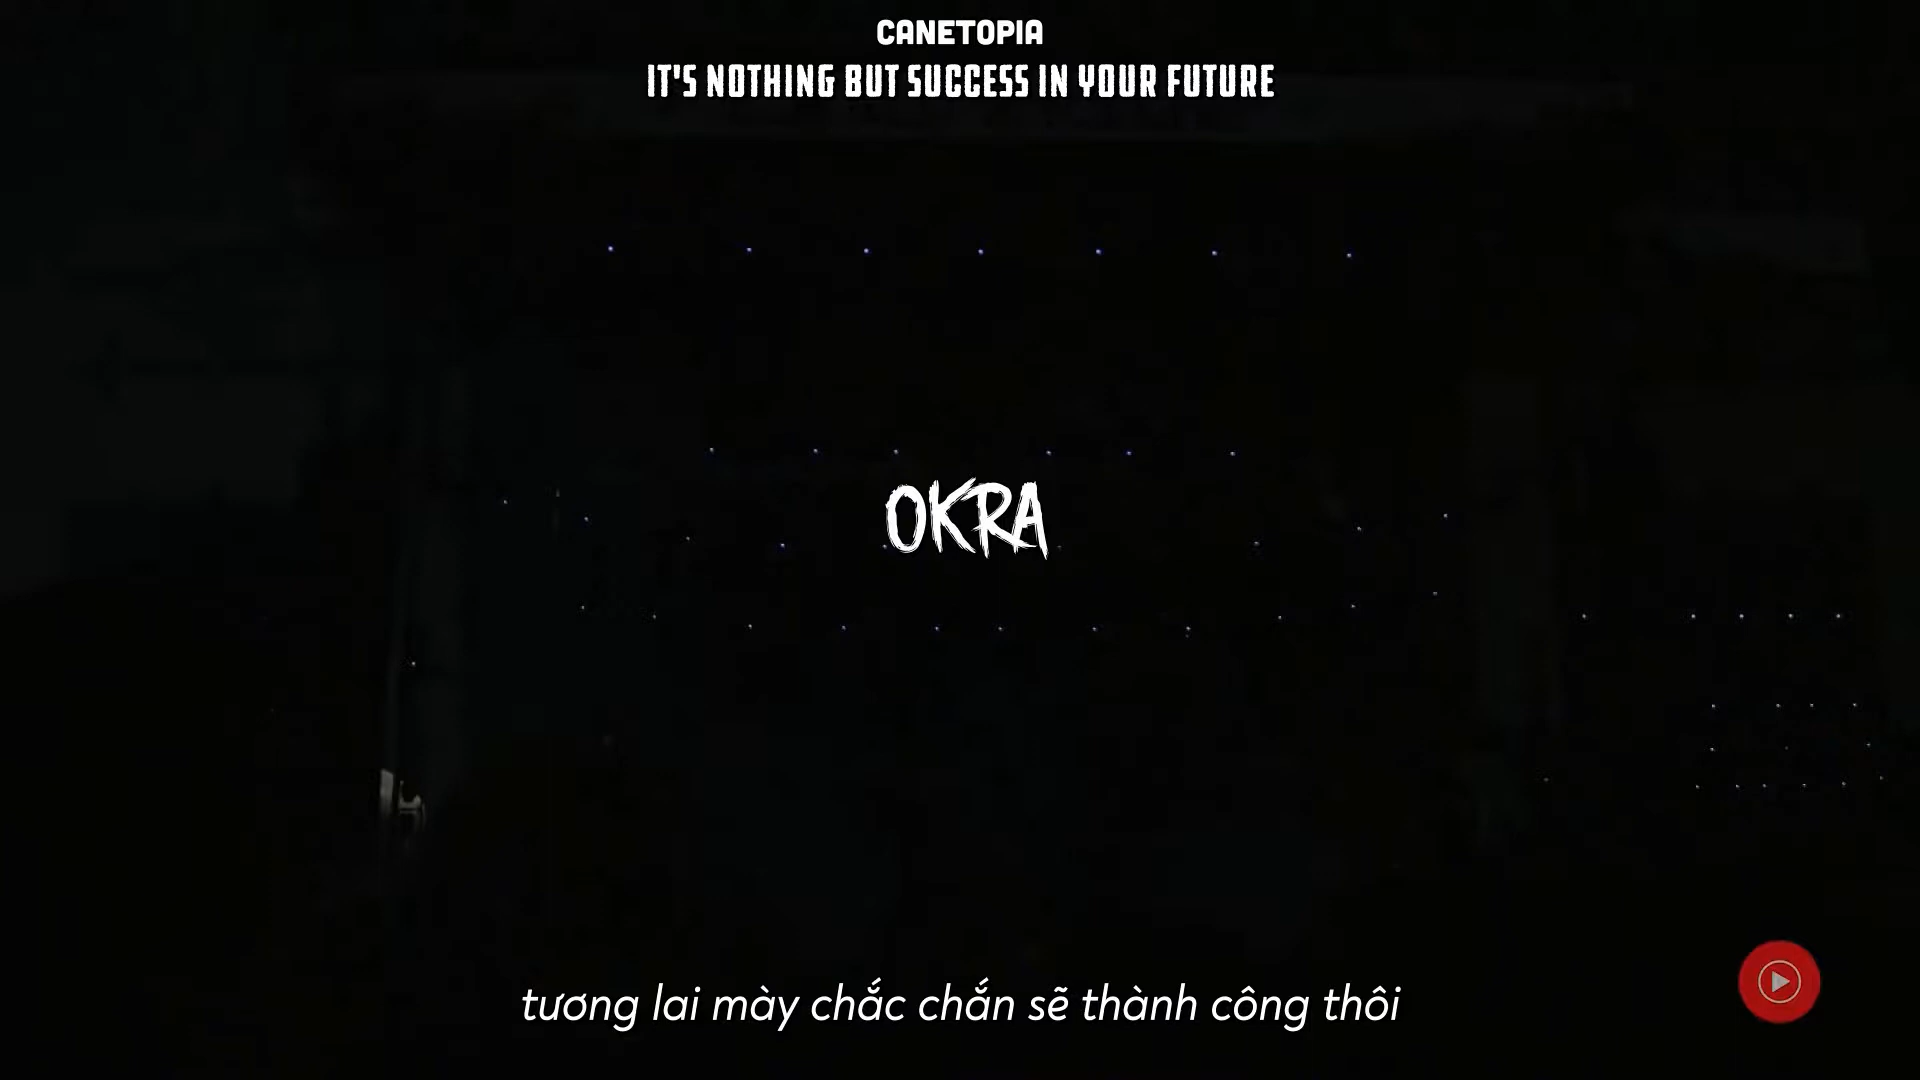 CANETOPIA
IT'S NOTHING BUT SUCCESS IN YOUR FUTURE
OKRA
tương lai mày chắc chắn sẽ thành công thôi